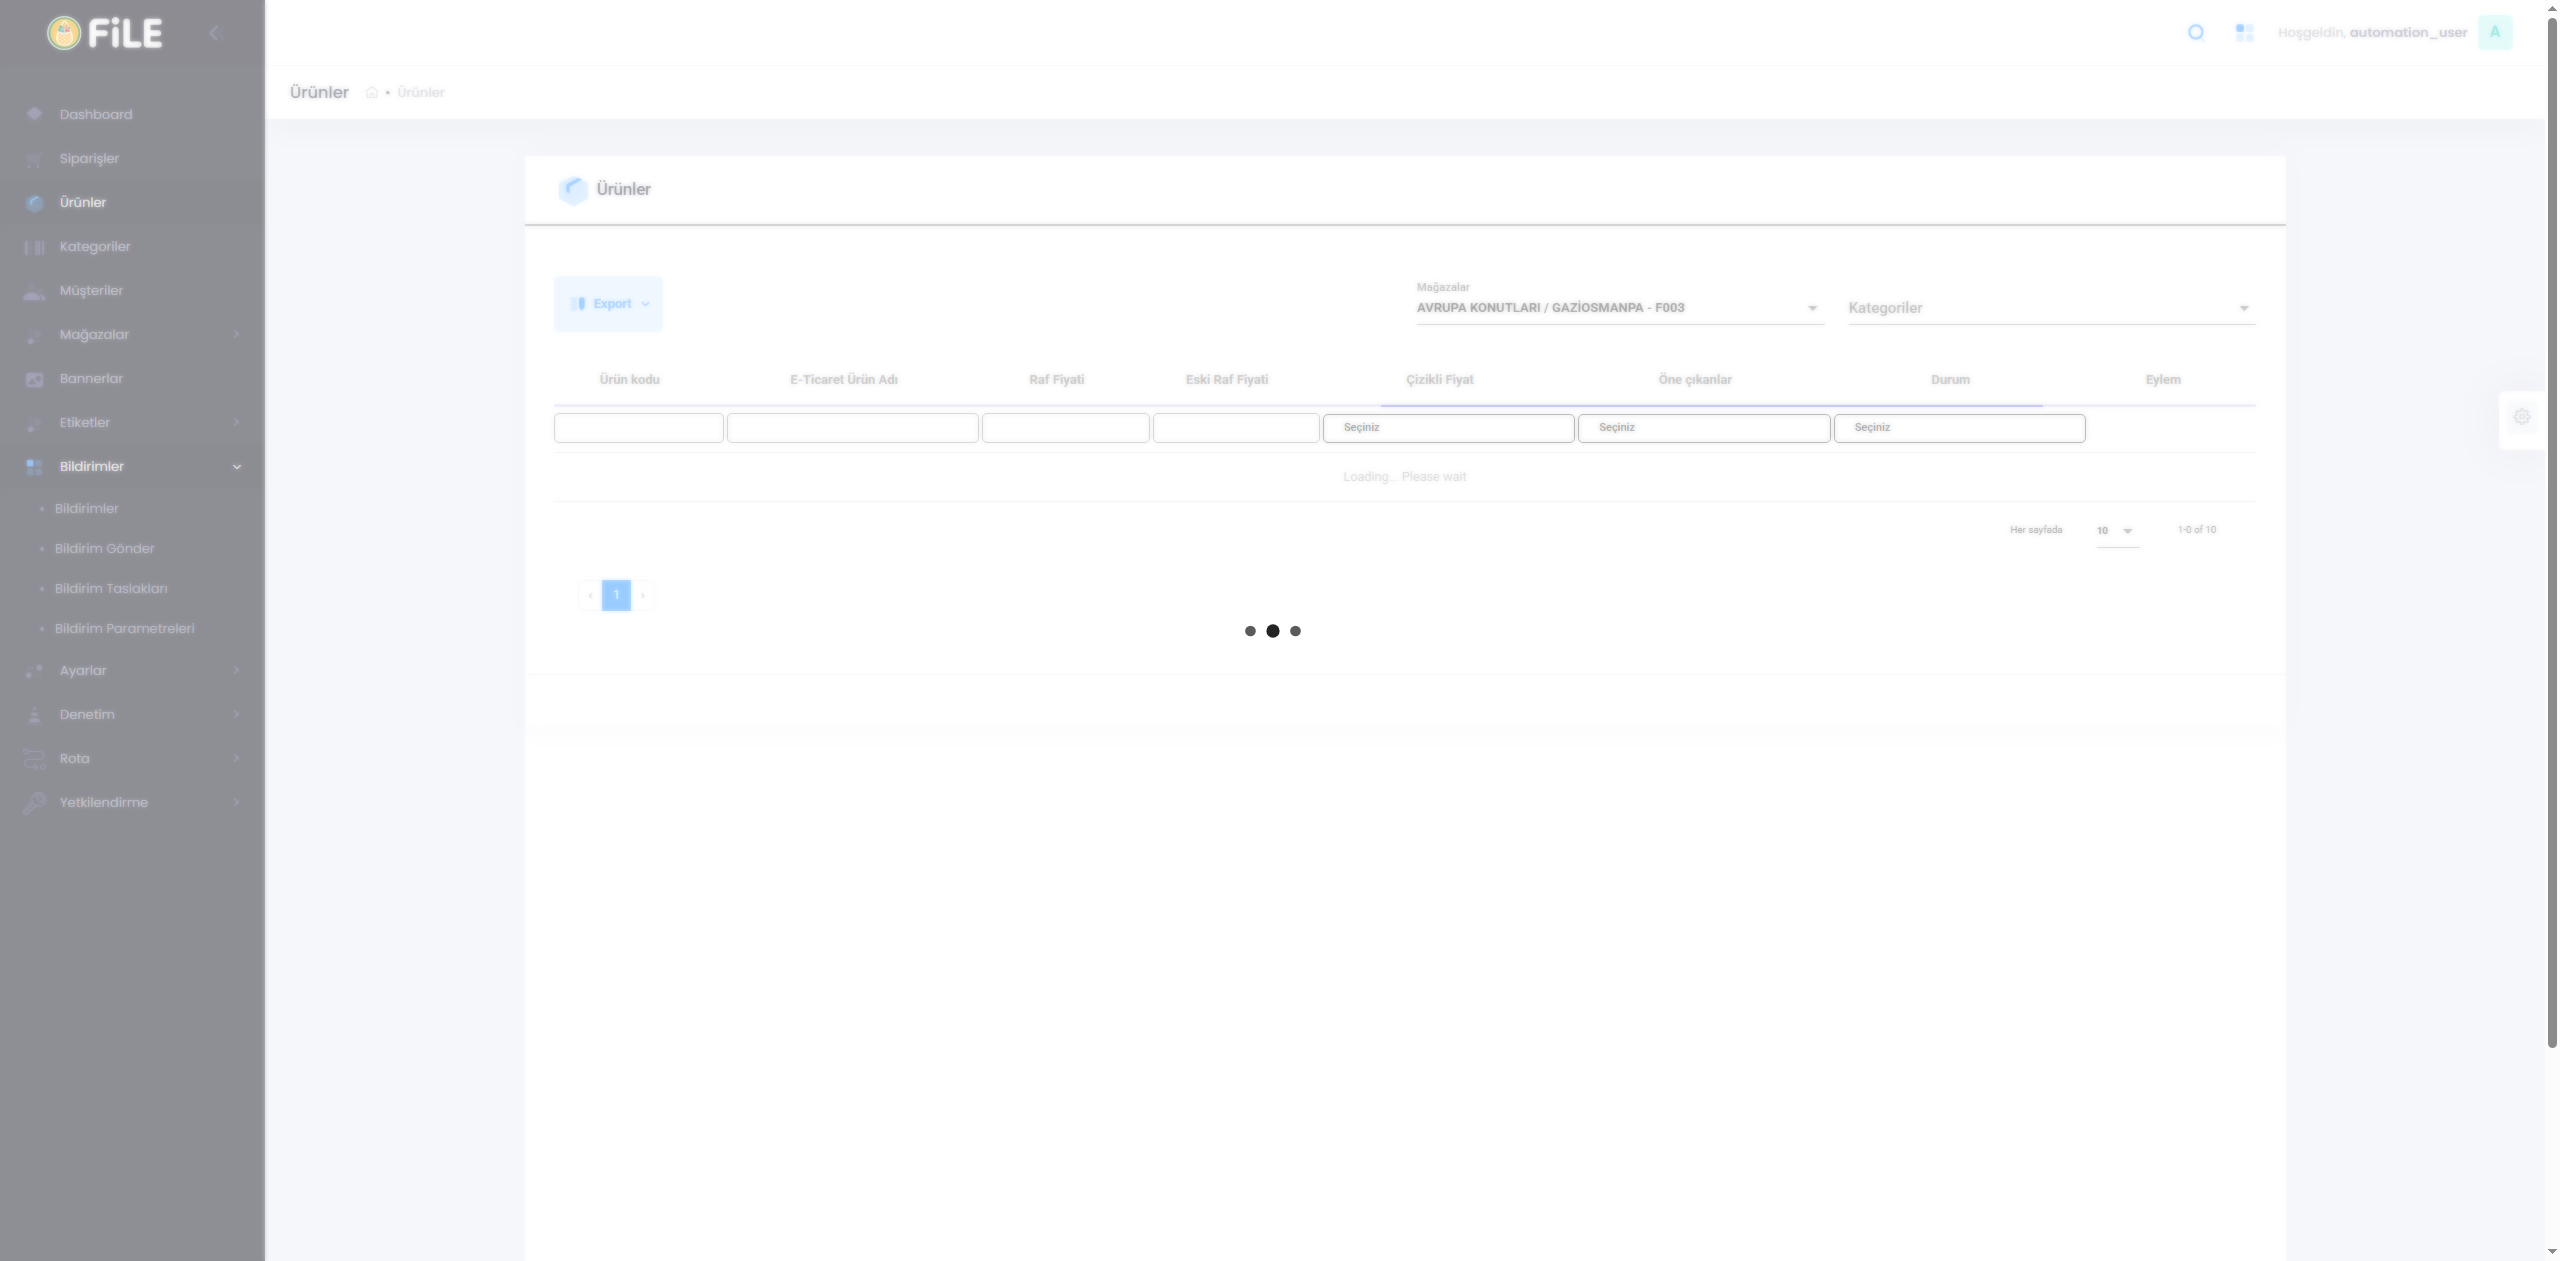 FiLE
Hoşgeldin, automation_user A
Ürünler • Ürünler
Dashboard
Siparişler
Ürünler
Kategoriler
Müşteriler
Mağazalar
Bannerlar
Etiketler
Bildirimler
• Bildirimler
• Bildirim Gönder
• Bildirim Taslakları
• Bildirim Parametreleri
Ayarlar
Denetim
Rota
Yetkilendirme
Ürünler
Export
Mağazalar
AVRUPA KONUTLARI / GAZİOSMANPA - F003
Kategoriler
Ürün kodu E-Ticaret Ürün Adı Raf Fiyati Eski Raf Fiyati Çizikli Fiyat Öne çıkanlar Durum Eylem
Seçiniz Seçiniz Seçiniz
Loading... Please wait
Her sayfada 10 1-0 of 10
‹ 1 ›